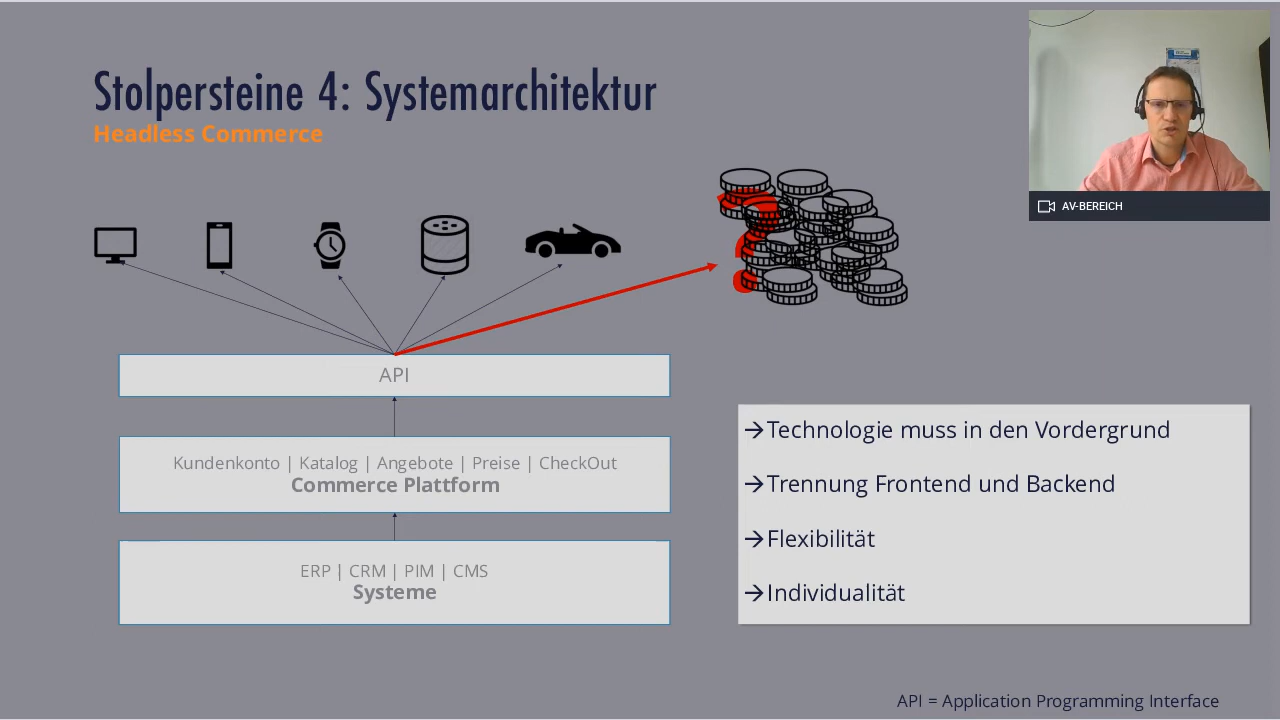 Stolpersteine 4: Systemarchitektur
Headless Commerce
AV-BEREICH
?
API
Kundenkonto | Katalog | Angebote | Preise | CheckOut
Commerce Plattform
ERP | CRM | PIM | CMS
Systeme
→Technologie muss in den Vordergrund
→Trennung Frontend und Backend
→Flexibilität
→Individualität
API = Application Programming Interface